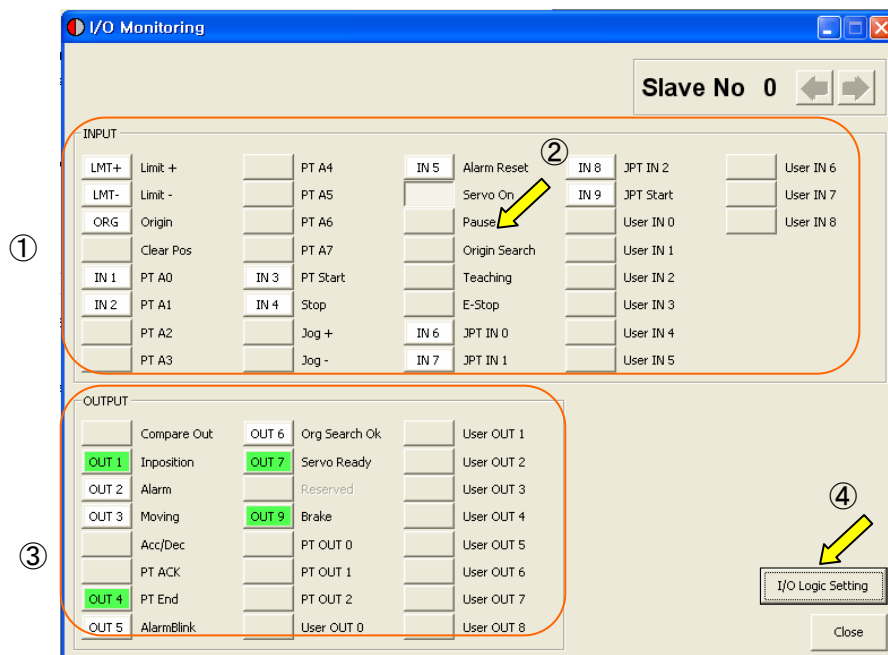 I/O Monitoring
Slave No 0
INPUT
②
LMT+ Limit + PT A4 IN 5 Alarm Reset IN 8 JPT IN 2 User IN 6
LMT- Limit - PT A5 Servo On IN 9 JPT Start User IN 7
ORG Origin PT A6 Pause User IN 0 User IN 8
① Clear Pos PT A7 Origin Search User IN 1
IN 1 PT A0 IN 3 PT Start Teaching User IN 2
IN 2 PT A1 IN 4 Stop E-Stop User IN 3
PT A2 Jog + IN 6 JPT IN 0 User IN 4
PT A3 Jog - IN 7 JPT IN 1 User IN 5
OUTPUT
Compare Out OUT 6 Org Search Ok User OUT 1
OUT 1 Inposition OUT 7 Servo Ready User OUT 2
OUT 2 Alarm Reserved User OUT 3
④
OUT 3 Moving OUT 9 Brake User OUT 4
③ Acc/Dec PT OUT 0 User OUT 5
PT ACK PT OUT 1 User OUT 6
I/O Logic Setting
OUT 4 PT End PT OUT 2 User OUT 7
OUT 5 AlarmBlink User OUT 0 User OUT 8
Close